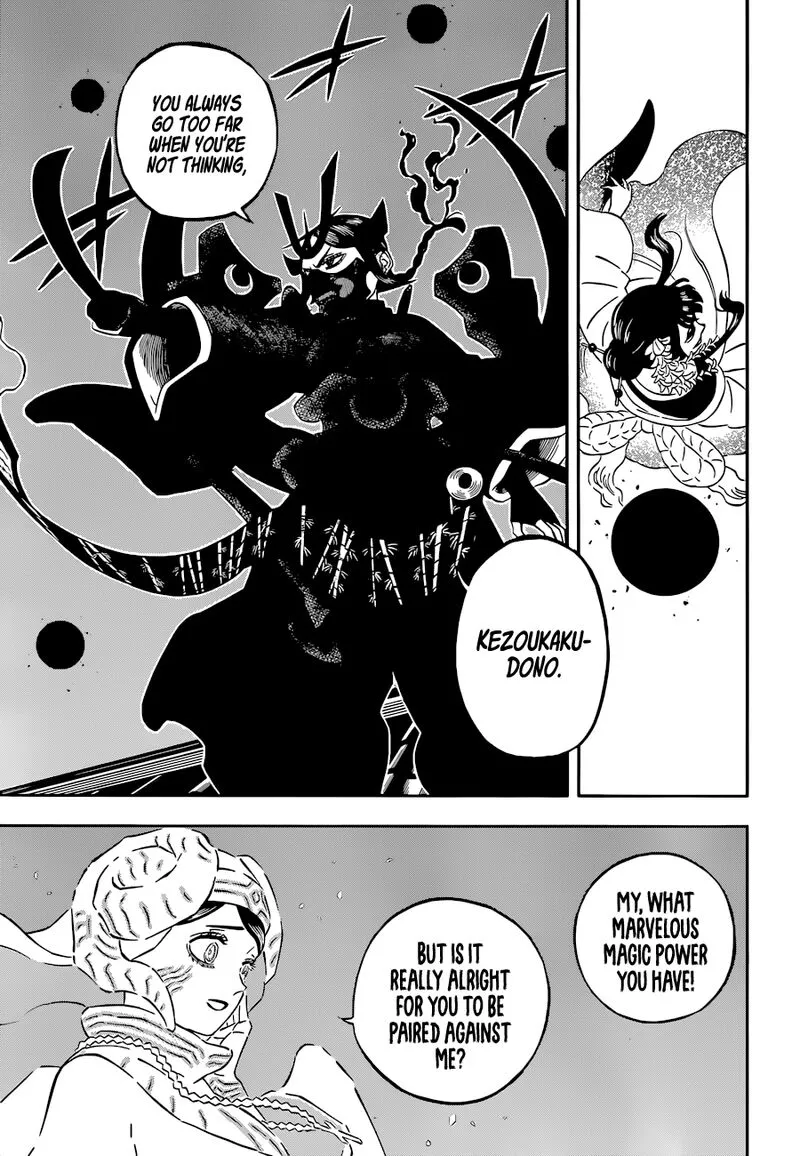 YOU ALWAYS
GO TOO FAR
WHEN YOU'RE
NOT THINKING,
KEZOUKAKU-
DONO.
MY, WHAT
MARVELOUS
MAGIC POWER
YOU HAVE!
BUT IS IT
REALLY ALRIGHT
FOR YOU TO BE
PAIRED AGAINST
ME?